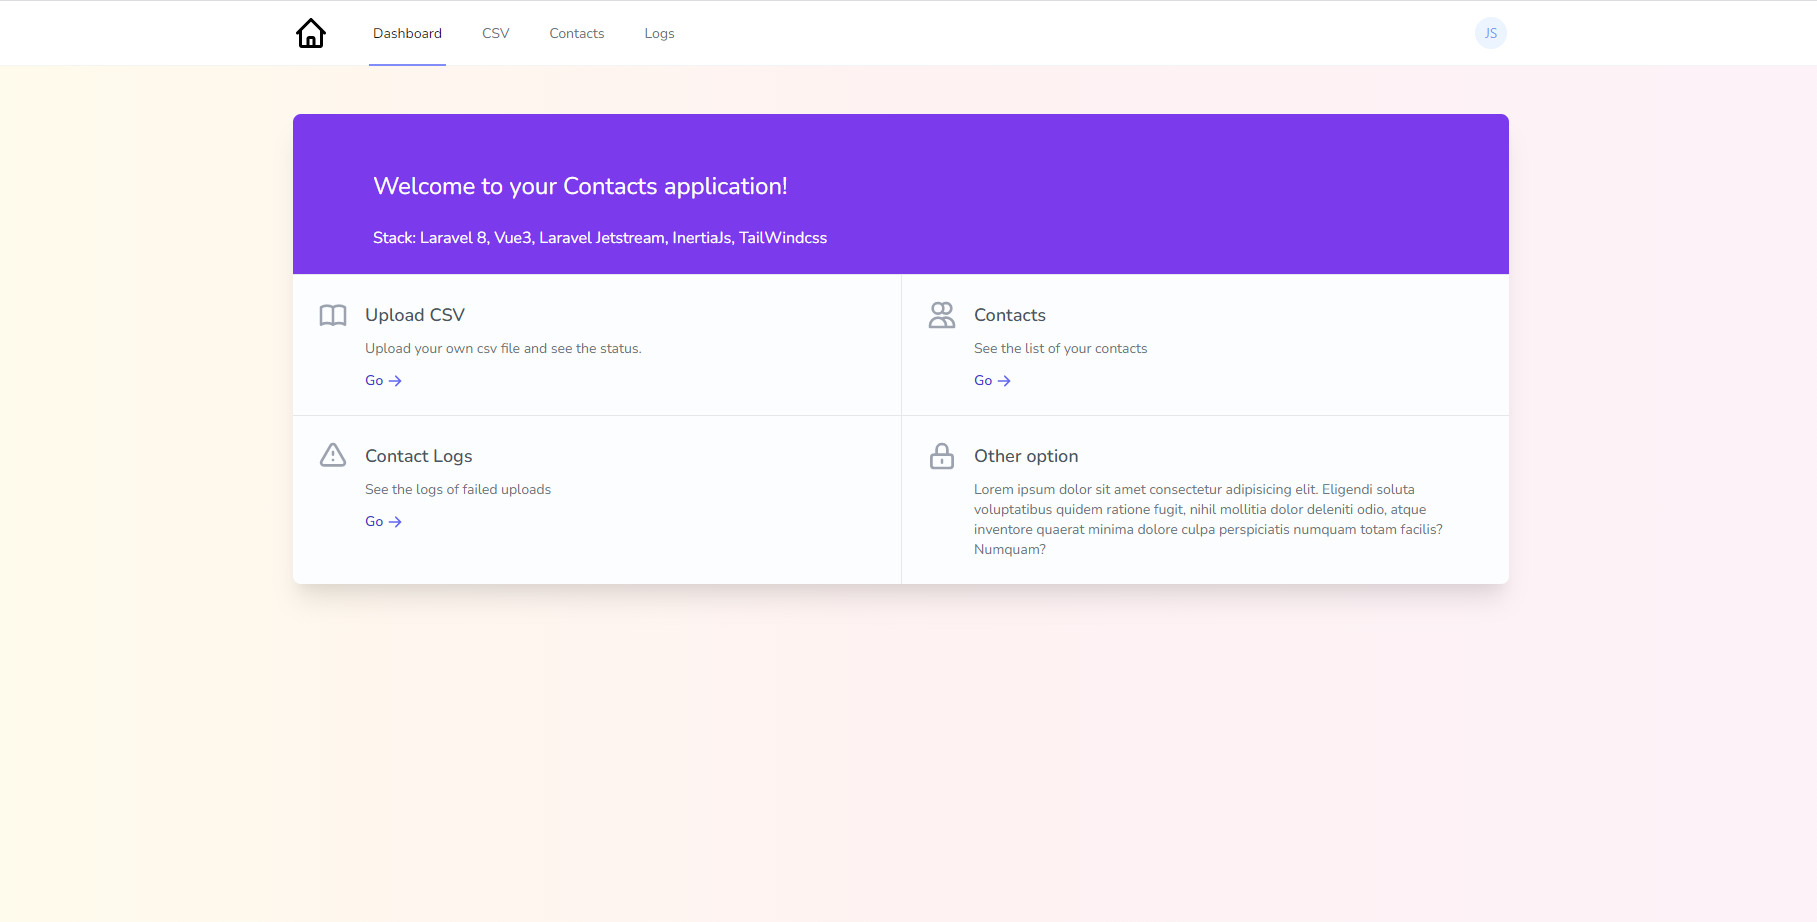 Dashboard
CSV
Contacts
Logs
JS
Welcome to your Contacts application!
Stack: Laravel 8, Vue3, Laravel Jetstream, InertiaJs, TailWindcss
Upload CSV
Upload your own csv file and see the status.
Go →
Contacts
See the list of your contacts
Go →
Contact Logs
See the logs of failed uploads
Go →
Other option
Lorem ipsum dolor sit amet consectetur adipisicing elit. Eligendi soluta
voluptatibus quidem ratione fugit, nihil mollitia dolor deleniti odio, atque
inventore quaerat minima dolore culpa perspiciatis numquam totam facilis?
Numquam?